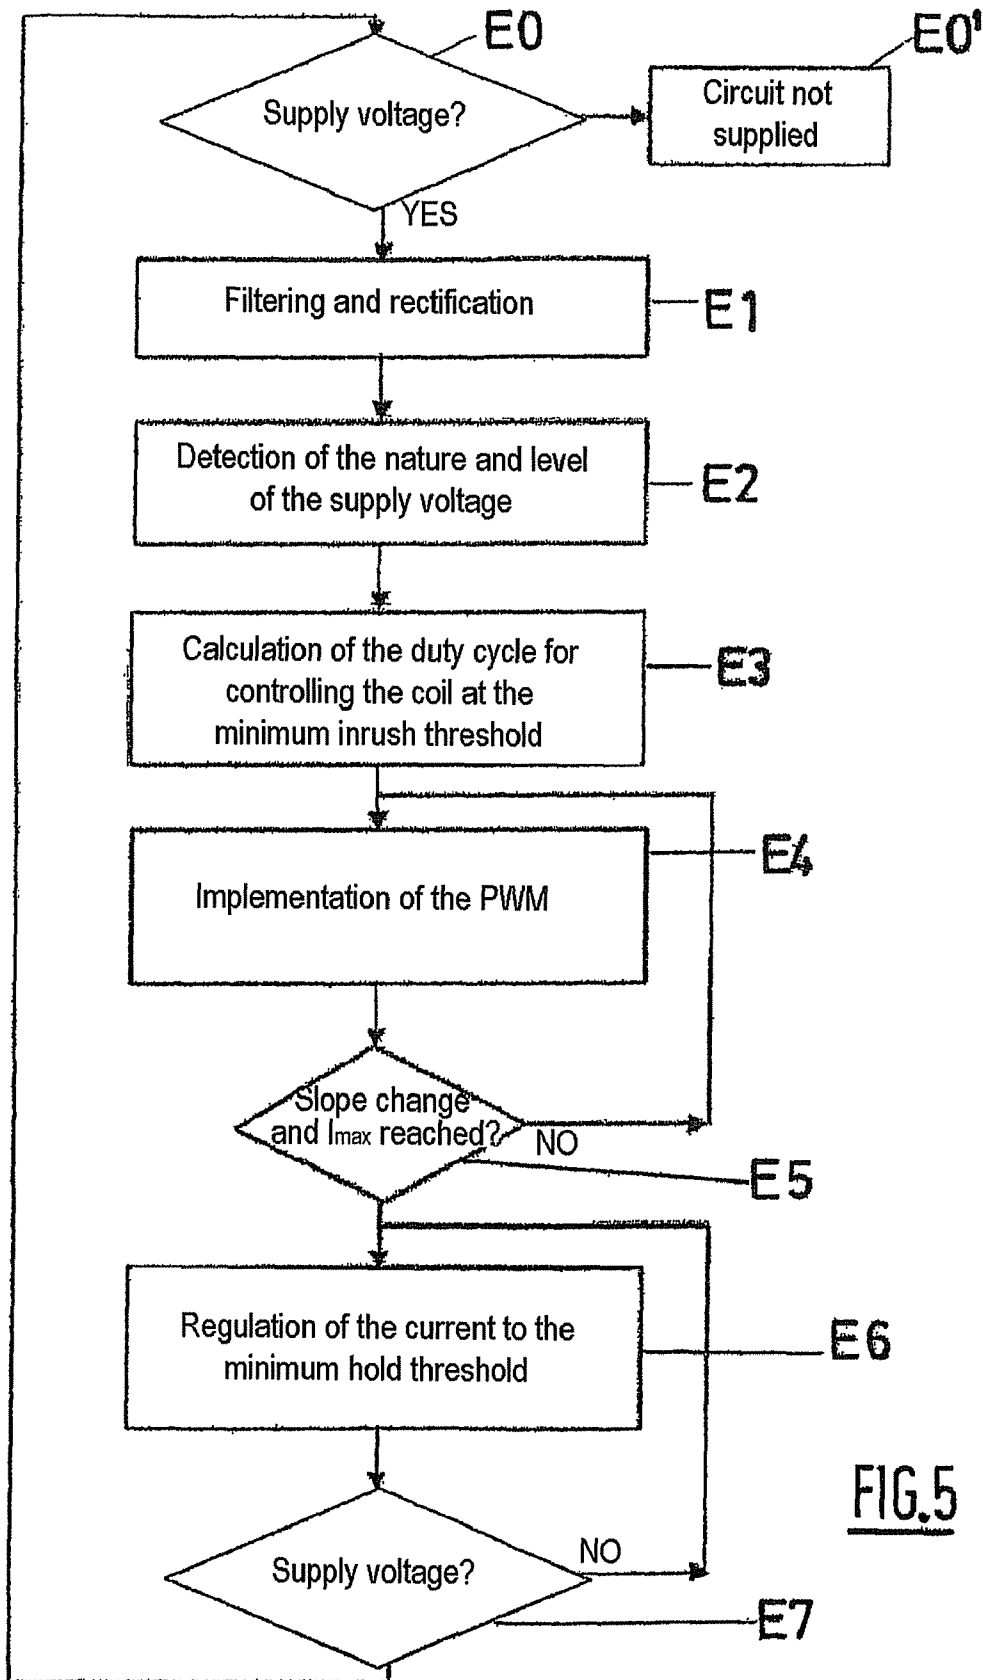 E0
E0'
Supply voltage?
Circuit not
supplied
YES
Filtering and rectification
E1
Detection of the nature and level
of the supply voltage
E2
Calculation of the duty cycle for
controlling the coil at the
minimum inrush threshold
E3
Implementation of the PWM
E4
Slope change
and Imax reached?
NO
E5
Regulation of the current to the
minimum hold threshold
E6
FIG.5
Supply voltage?
NO
E7